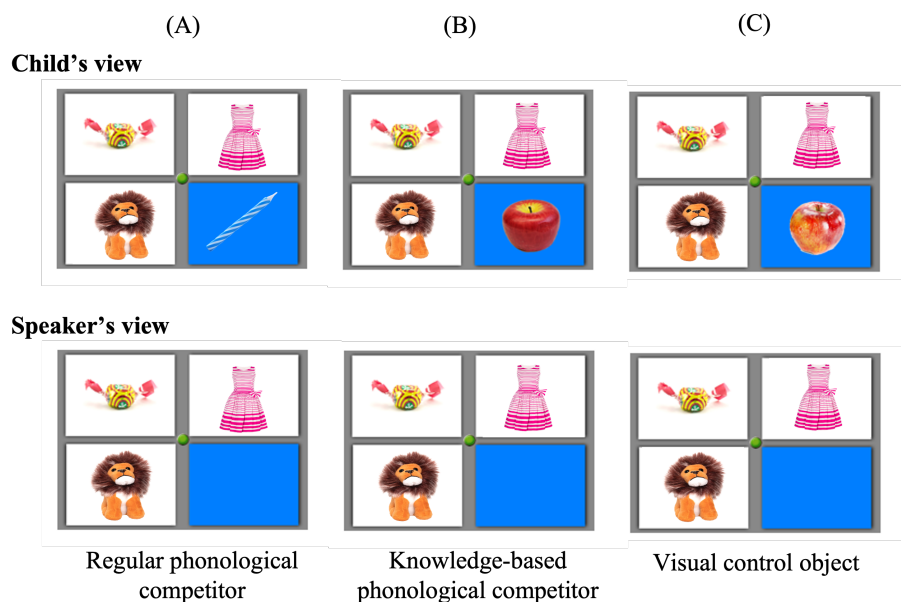 (A)
(B)
(C)
Child’s view
Speaker’s view
Regular phonological
competitor
Knowledge-based
phonological competitor
Visual control object